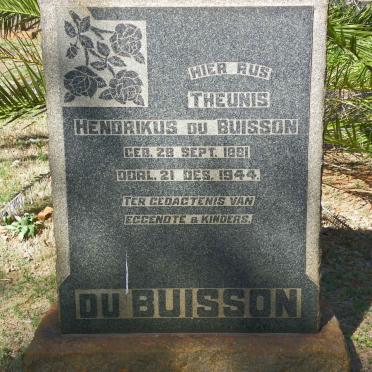 HIER RUS
THEUNIS
HENDRIKUS DU BUISSON
GEB. 28 SEPT. 1881
OORL. 21 DES. 1944.
TER GEDAGTENIS VAN
EGGENOTE & KINDERS.
DU BUISSON